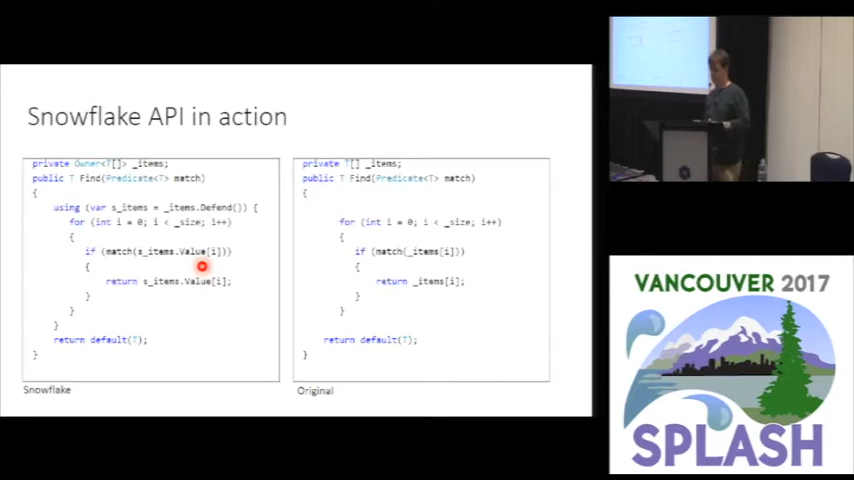 Snowflake API in action
private Owner<T[]> _items;
public T Find(Predicate<T> match)
{
using (var s_items = _items.Defend()) {
for (int i = 0; i < _size; i++)
{
if (match(s_items.Value[i]))
{
return s_items.Value[i];
}
}
}
return default(T);
}
Snowflake
private T[] _items;
public T Find(Predicate<T> match)
{
for (int i = 0; i < _size; i++)
{
if (match(_items[i]))
{
return _items[i];
}
}
return default(T);
}
Original
VANCOUVER 2017
SPLASH